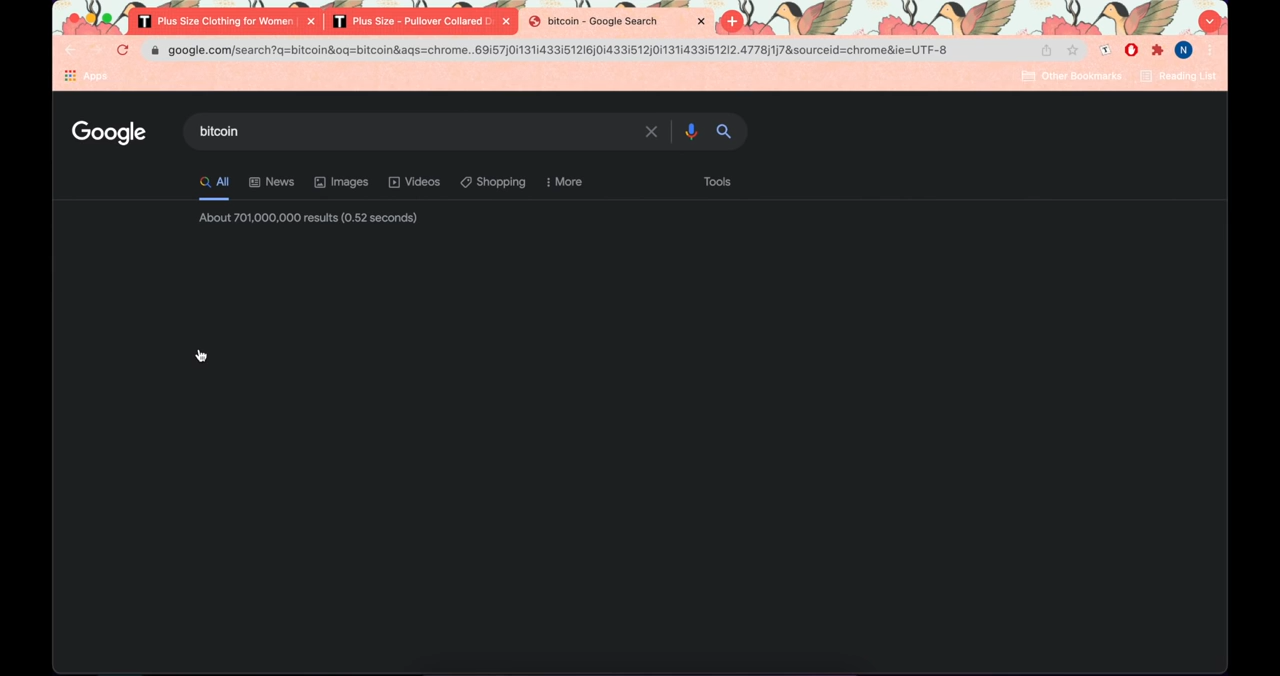 Plus Size Clothing for Women
Plus Size - Pullover Collared D
bitcoin - Google Search
google.com/search?q=bitcoin&oq=bitcoin&aqs=chrome..69i57j0i131i433i512l6j0i433i512j0i131i433i512l2.4778j1j7&sourceid=chrome&ie=UTF-8
N
Apps
Other Bookmarks
Reading List
Google
bitcoin
All
News
Images
Videos
Shopping
More
Tools
About 701,000,000 results (0.52 seconds)